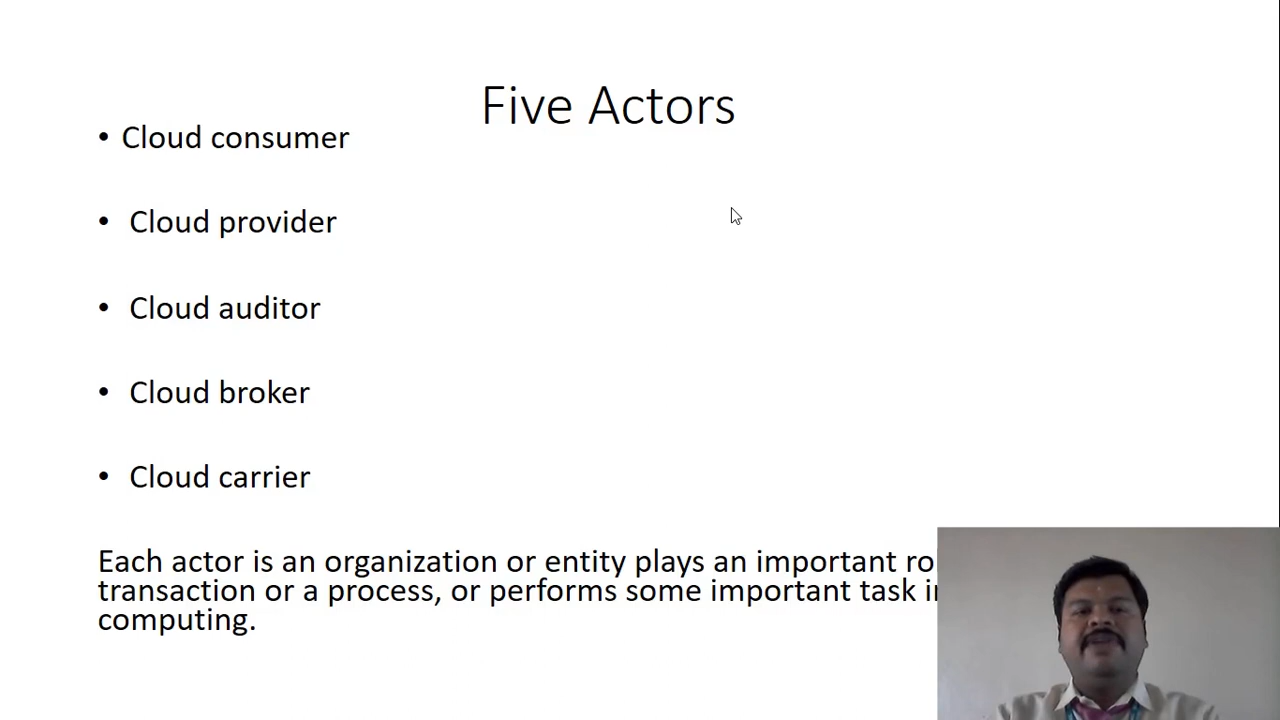 Five Actors
• Cloud consumer
• Cloud provider
• Cloud auditor
• Cloud broker
• Cloud carrier
Each actor is an organization or entity plays an important
transaction or a process, or performs some important task
computing.